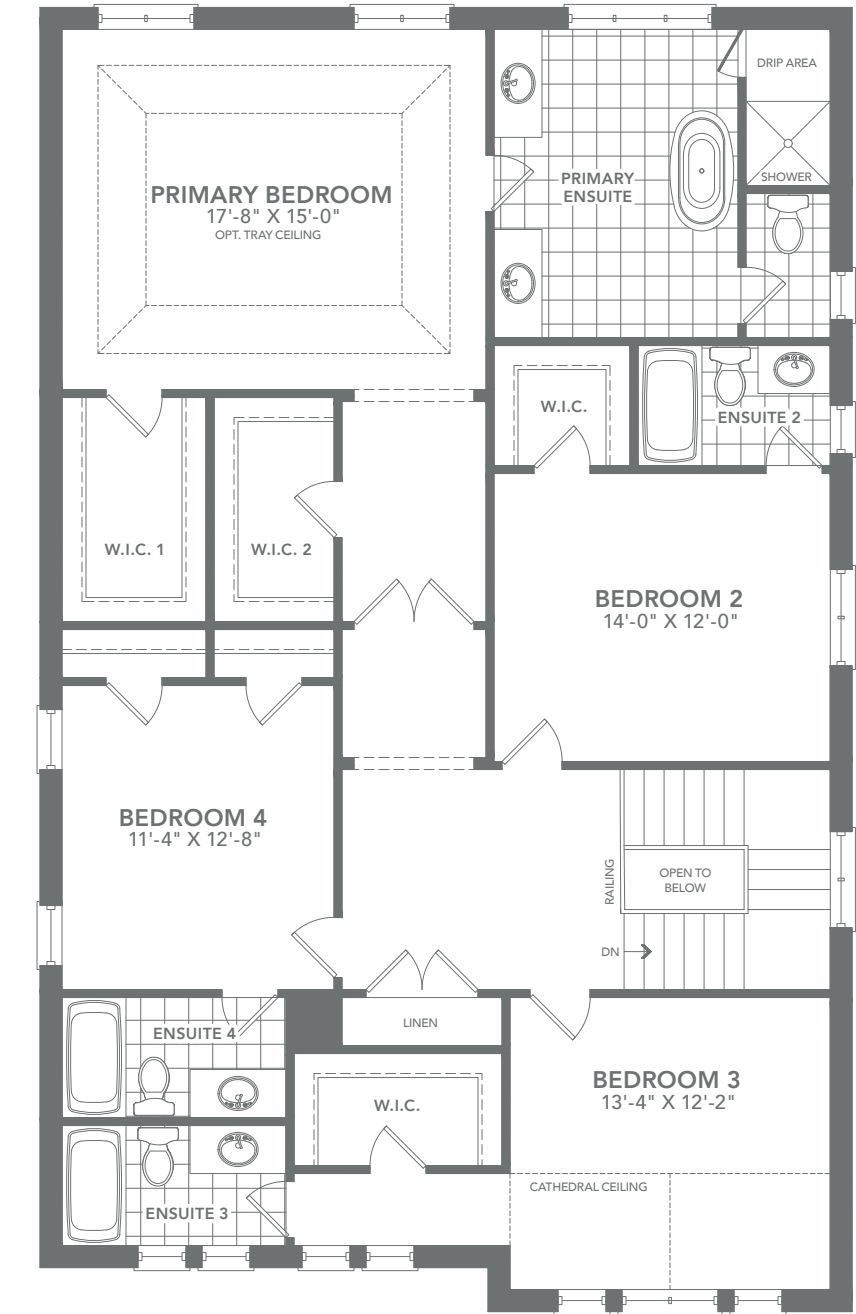 DRIP AREA
SHOWER
PRIMARY
ENSUITE
PRIMARY BEDROOM
17'-8" X 15'-0"
OPT. TRAY CEILING
W.I.C.
ENSUITE 2
W.I.C. 1
W.I.C. 2
BEDROOM 2
14'-0" X 12'-0"
BEDROOM 4
11'-4" X 12'-8"
RAILING
OPEN TO
BELOW
DN
LINEN
ENSUITE 4
W.I.C.
BEDROOM 3
13'-4" X 12'-2"
CATHEDRAL CEILING
ENSUITE 3